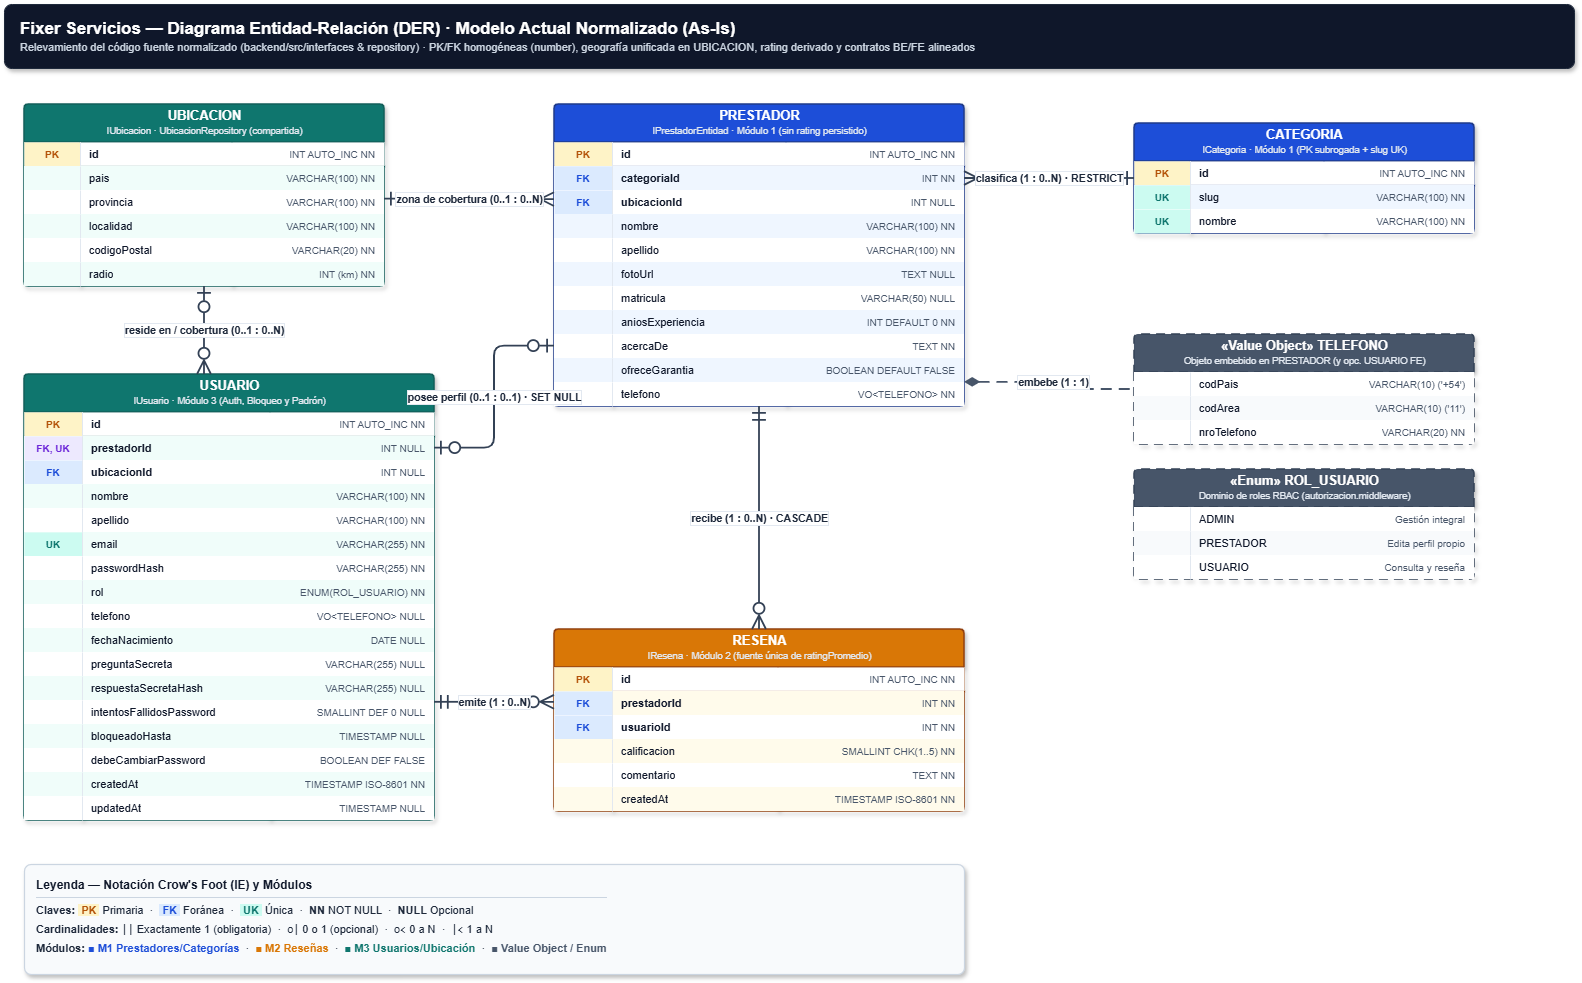 Fixer Servicios — Diagrama Entidad-Relación (DER) · Modelo Actual Normalizado (As-Is)
Relevamiento del código fuente normalizado (backend/src/interfaces & repository) · PK/FK homogéneas (number), geografía unificada en UBICACION, rating derivado y contratos BE/FE alineados
UBICACION
IUbicacion · UbicacionRepository (compartida)
PK id INT AUTO_INC NN
pais VARCHAR(100) NN
provincia VARCHAR(100) NN
localidad VARCHAR(100) NN
codigoPostal VARCHAR(20) NN
radio INT (km) NN
zona de cobertura (0..1 : 0..N)
PRESTADOR
IPrestadorEntidad · Módulo 1 (sin rating persistido)
PK id INT AUTO_INC NN
FK categoriaId INT NN
FK ubicacionId INT NULL
nombre VARCHAR(100) NN
apellido VARCHAR(100) NN
fotoUrl TEXT NULL
matricula VARCHAR(50) NULL
aniosExperiencia INT DEFAULT 0 NN
acercaDe TEXT NN
ofreceGarantia BOOLEAN DEFAULT FALSE
telefono VO<TELEFONO> NN
clasifica (1 : 0..N) · RESTRICT
CATEGORIA
ICategoria · Módulo 1 (PK subrogada + slug UK)
PK id INT AUTO_INC NN
UK slug VARCHAR(100) NN
UK nombre VARCHAR(100) NN
reside en / cobertura (0..1 : 0..N)
posee perfil (0..1 : 0..1) · SET NULL
embebe (1 : 1)
«Value Object» TELEFONO
Objeto embebido en PRESTADOR (y opc. USUARIO FE)
codPais VARCHAR(10) ('+54')
codArea VARCHAR(10) ('11')
nroTelefono VARCHAR(20) NN
«Enum» ROL_USUARIO
Dominio de roles RBAC (autorizacion.middleware)
ADMIN Gestión integral
PRESTADOR Edita perfil propio
USUARIO Consulta y reseña
USUARIO
IUsuario · Módulo 3 (Auth, Bloqueo y Padrón)
PK id INT AUTO_INC NN
FK, UK prestadorId INT NULL
FK ubicacionId INT NULL
nombre VARCHAR(100) NN
apellido VARCHAR(100) NN
UK email VARCHAR(255) NN
passwordHash VARCHAR(255) NN
rol ENUM(ROL_USUARIO) NN
telefono VO<TELEFONO> NULL
fechaNacimiento DATE NULL
preguntaSecreta VARCHAR(255) NULL
respuestaSecretaHash VARCHAR(255) NULL
intentosFallidosPassword SMALLINT DEF 0 NULL
bloqueadoHasta TIMESTAMP NULL
debeCambiarPassword BOOLEAN DEF FALSE
createdAt TIMESTAMP ISO-8601 NN
updatedAt TIMESTAMP NULL
recibe (1 : 0..N) · CASCADE
emite (1 : 0..N)
RESENA
IResena · Módulo 2 (fuente única de ratingPromedio)
PK id INT AUTO_INC NN
FK prestadorId INT NN
FK usuarioId INT NN
calificacion SMALLINT CHK(1..5) NN
comentario TEXT NN
createdAt TIMESTAMP ISO-8601 NN
Leyenda — Notación Crow's Foot (IE) y Módulos
Claves: PK Primaria · FK Foránea · UK Única · NN NOT NULL · NULL Opcional
Cardinalidades: || Exactamente 1 (obligatoria) · o| 0 o 1 (opcional) · o< 0 a N · |< 1 a N
Módulos: ■ M1 Prestadores/Categorías · ■ M2 Reseñas · ■ M3 Usuarios/Ubicación · ■ Value Object / Enum